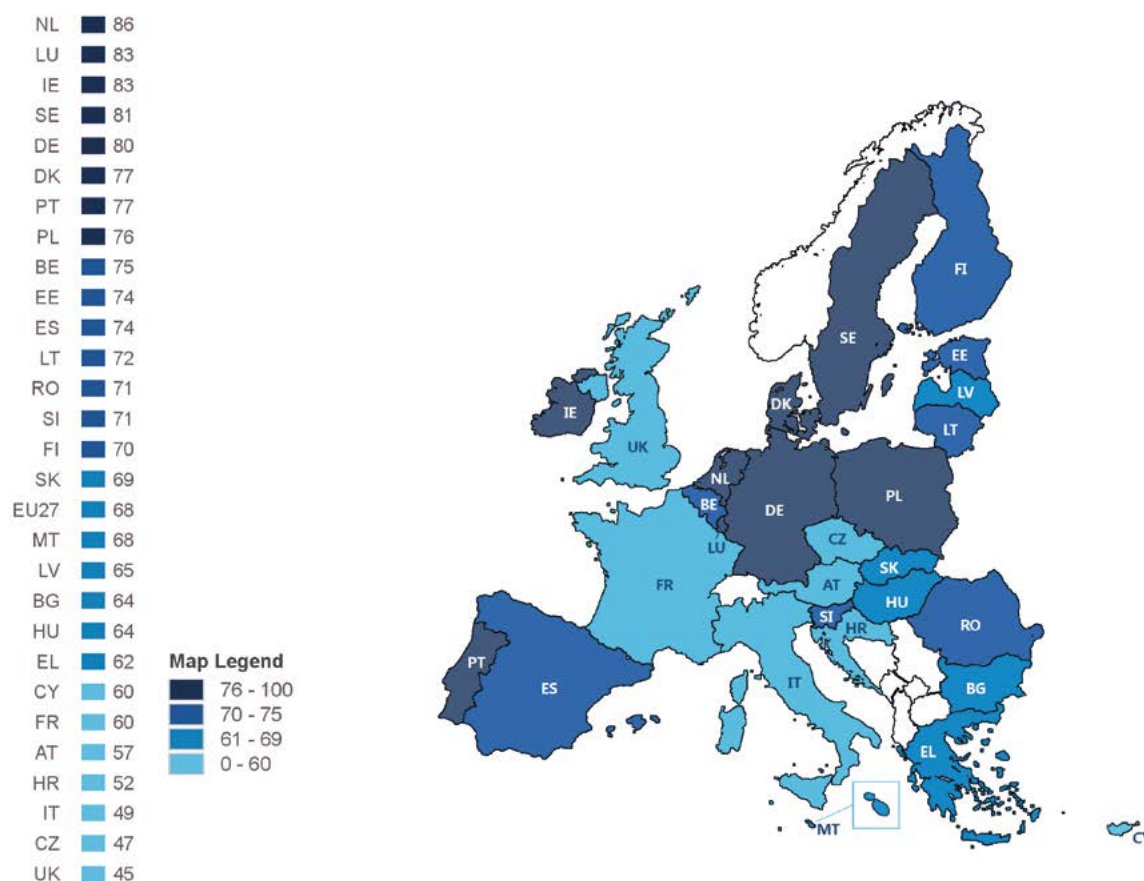 NL 86
LU 83
IE 83
SE 81
DE 80
DK 77
PT 77
PL 76
BE 75
EE 74
ES 74
LT 72
RO 71
SI 71
FI 70
SK 69
EU27 68
MT 68
LV 65
BG 64
HU 64
EL 62
CY 60
FR 60
AT 57
HR 52
IT 49
CZ 47
UK 45
Map Legend
76 - 100
70 - 75
61 - 69
0 - 60
FI
SE
EE
LV
LT
DK
IE
UK
NL
PL
BE
DE
LU
CZ
SK
FR
AT
HU
SI
HR
RO
PT
ES
IT
BG
EL
MT
CY